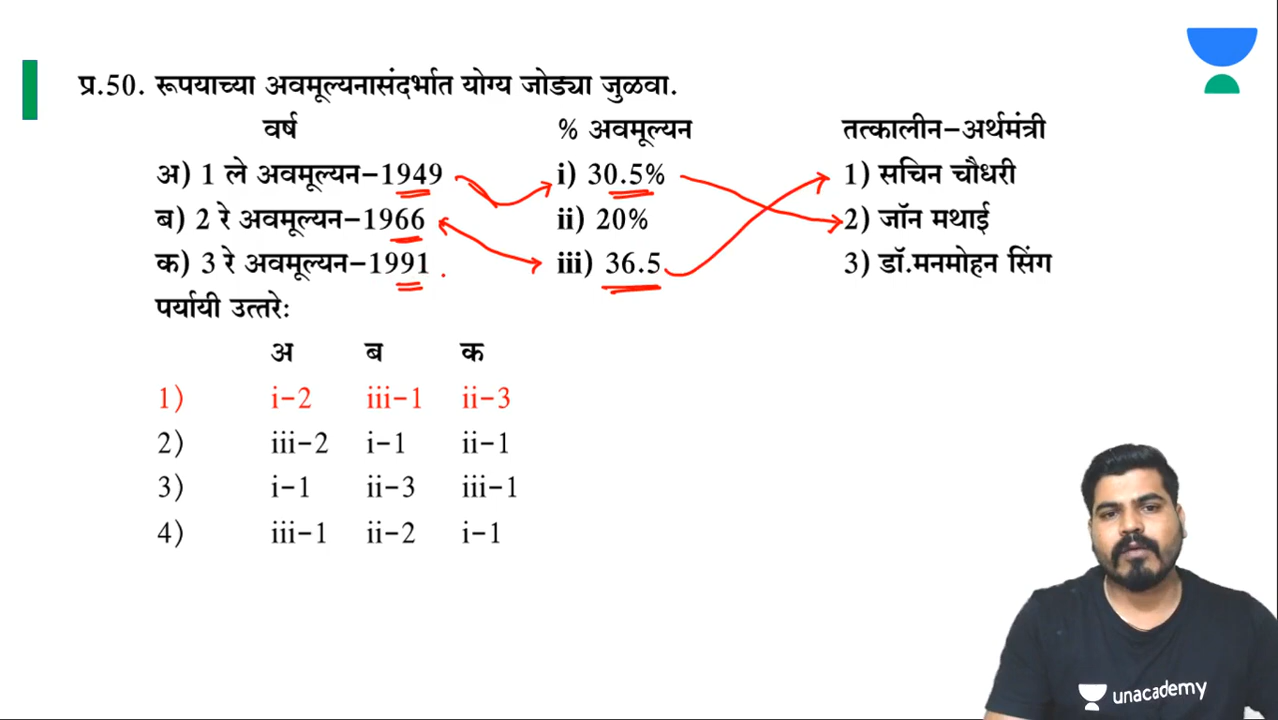 प्र.50. रूपयाच्या अवमूल्यनासंदर्भात योग्य जोड्या जुळवा.
वर्ष % अवमूल्यन तत्कालीन-अर्थमंत्री
अ) 1 ले अवमूल्यन-1949 i) 30.5% 1) सचिन चौधरी
ब) 2 रे अवमूल्यन-1966 ii) 20% 2) जॉन मथाई
क) 3 रे अवमूल्यन-1991 iii) 36.5 3) डॉ.मनमोहन सिंग
पर्यायी उत्तरे:
अ ब क
1) i-2 iii-1 ii-3
2) iii-2 i-1 ii-1
3) i-1 ii-3 iii-1
4) iii-1 ii-2 i-1
unacademy